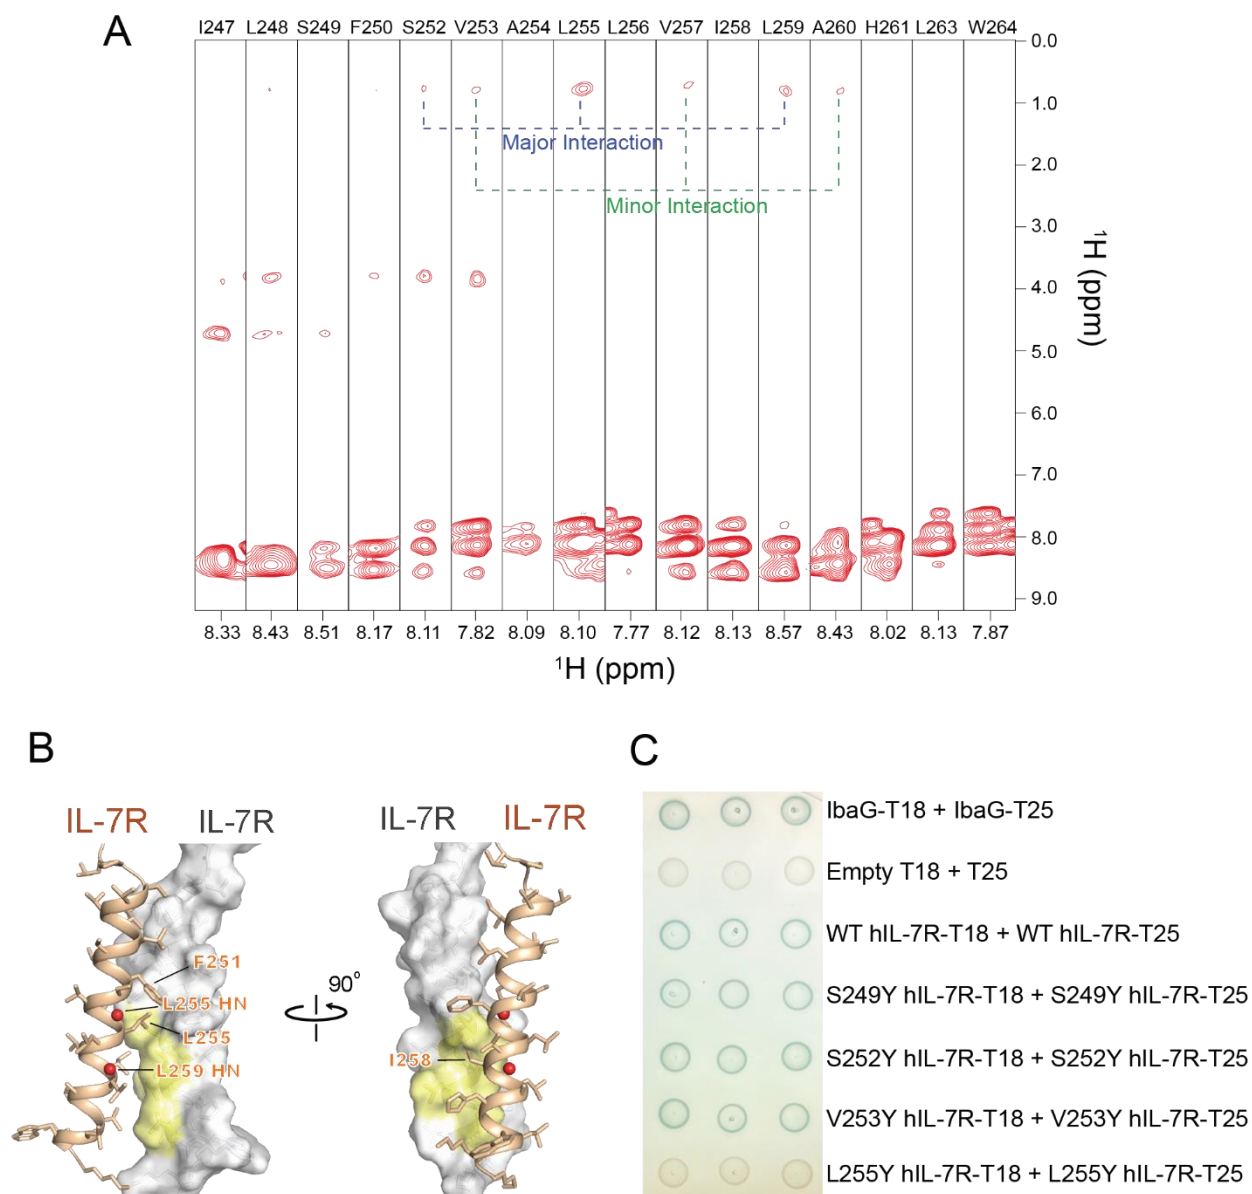 A
I247 L248 S249 F250 S252 V253 A254 L255 L256 V257 I258 L259 A260 H261 L263 W264
0.0
1.0
Major Interaction
2.0
Minor Interaction
3.0
4.0
5.0
6.0
7.0
8.0
9.0
¹H (ppm)
8.33 8.43 8.51 8.17 8.11 7.82 8.09 8.10 7.77 8.12 8.13 8.57 8.43 8.02 8.13 7.87
¹H (ppm)
B
IL-7R IL-7R
F251
L255 HN
L255
L259 HN
90°
IL-7R IL-7R
I258
C
IbaG-T18 + IbaG-T25
Empty T18 + T25
WT hIL-7R-T18 + WT hIL-7R-T25
S249Y hIL-7R-T18 + S249Y hIL-7R-T25
S252Y hIL-7R-T18 + S252Y hIL-7R-T25
V253Y hIL-7R-T18 + V253Y hIL-7R-T25
L255Y hIL-7R-T18 + L255Y hIL-7R-T25